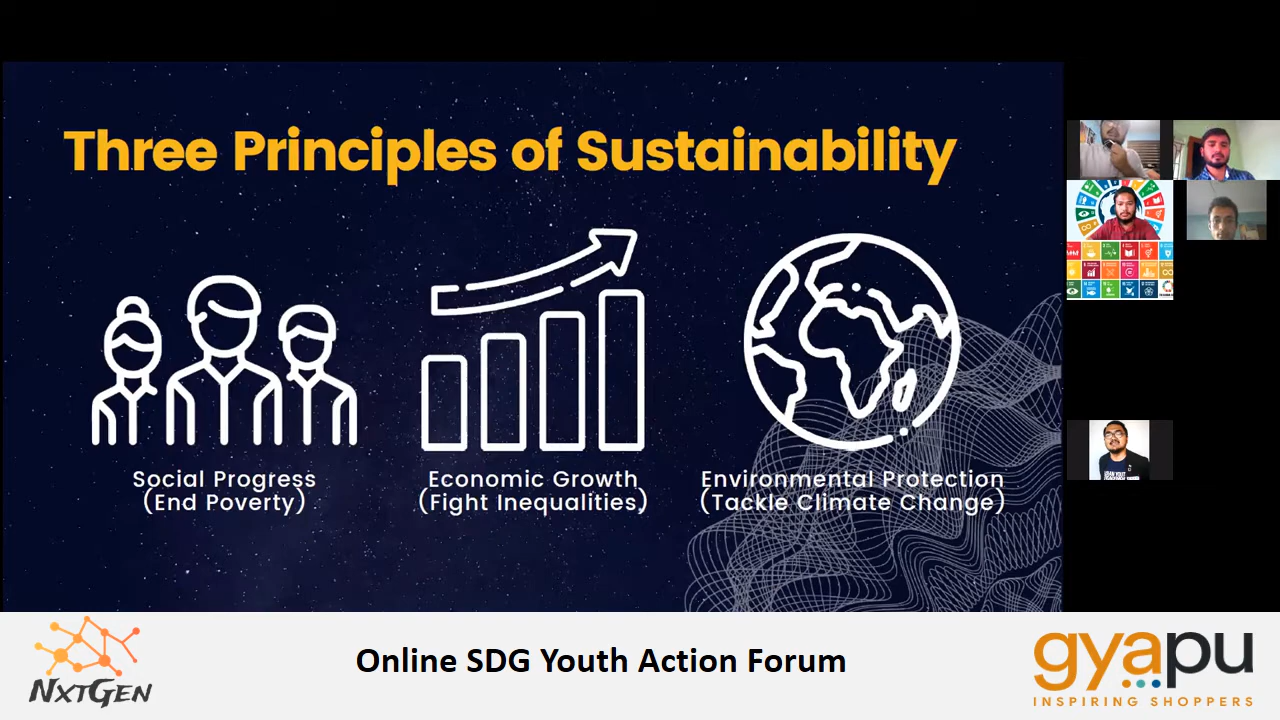 Three Principles of Sustainability
Social Progress
(End Poverty)
Economic Growth
(Fight Inequalities)
Environmental Protection
(Tackle Climate Change)
NxtGen
Online SDG Youth Action Forum
gyapu
INSPIRING SHOPPERS